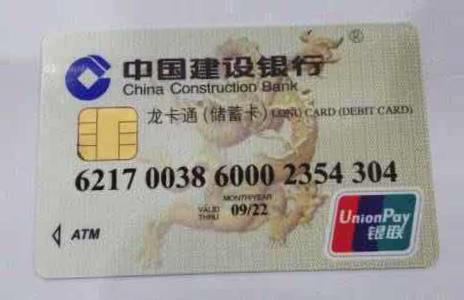 中国建设银行 ®
China Construction Bank
龙卡通(储蓄卡) LONG CARD (DEBIT CARD)
6217 0038 6000 2354 304
MONTH/YEAR
VALID THRU 09/22
ATM
UnionPay
银联